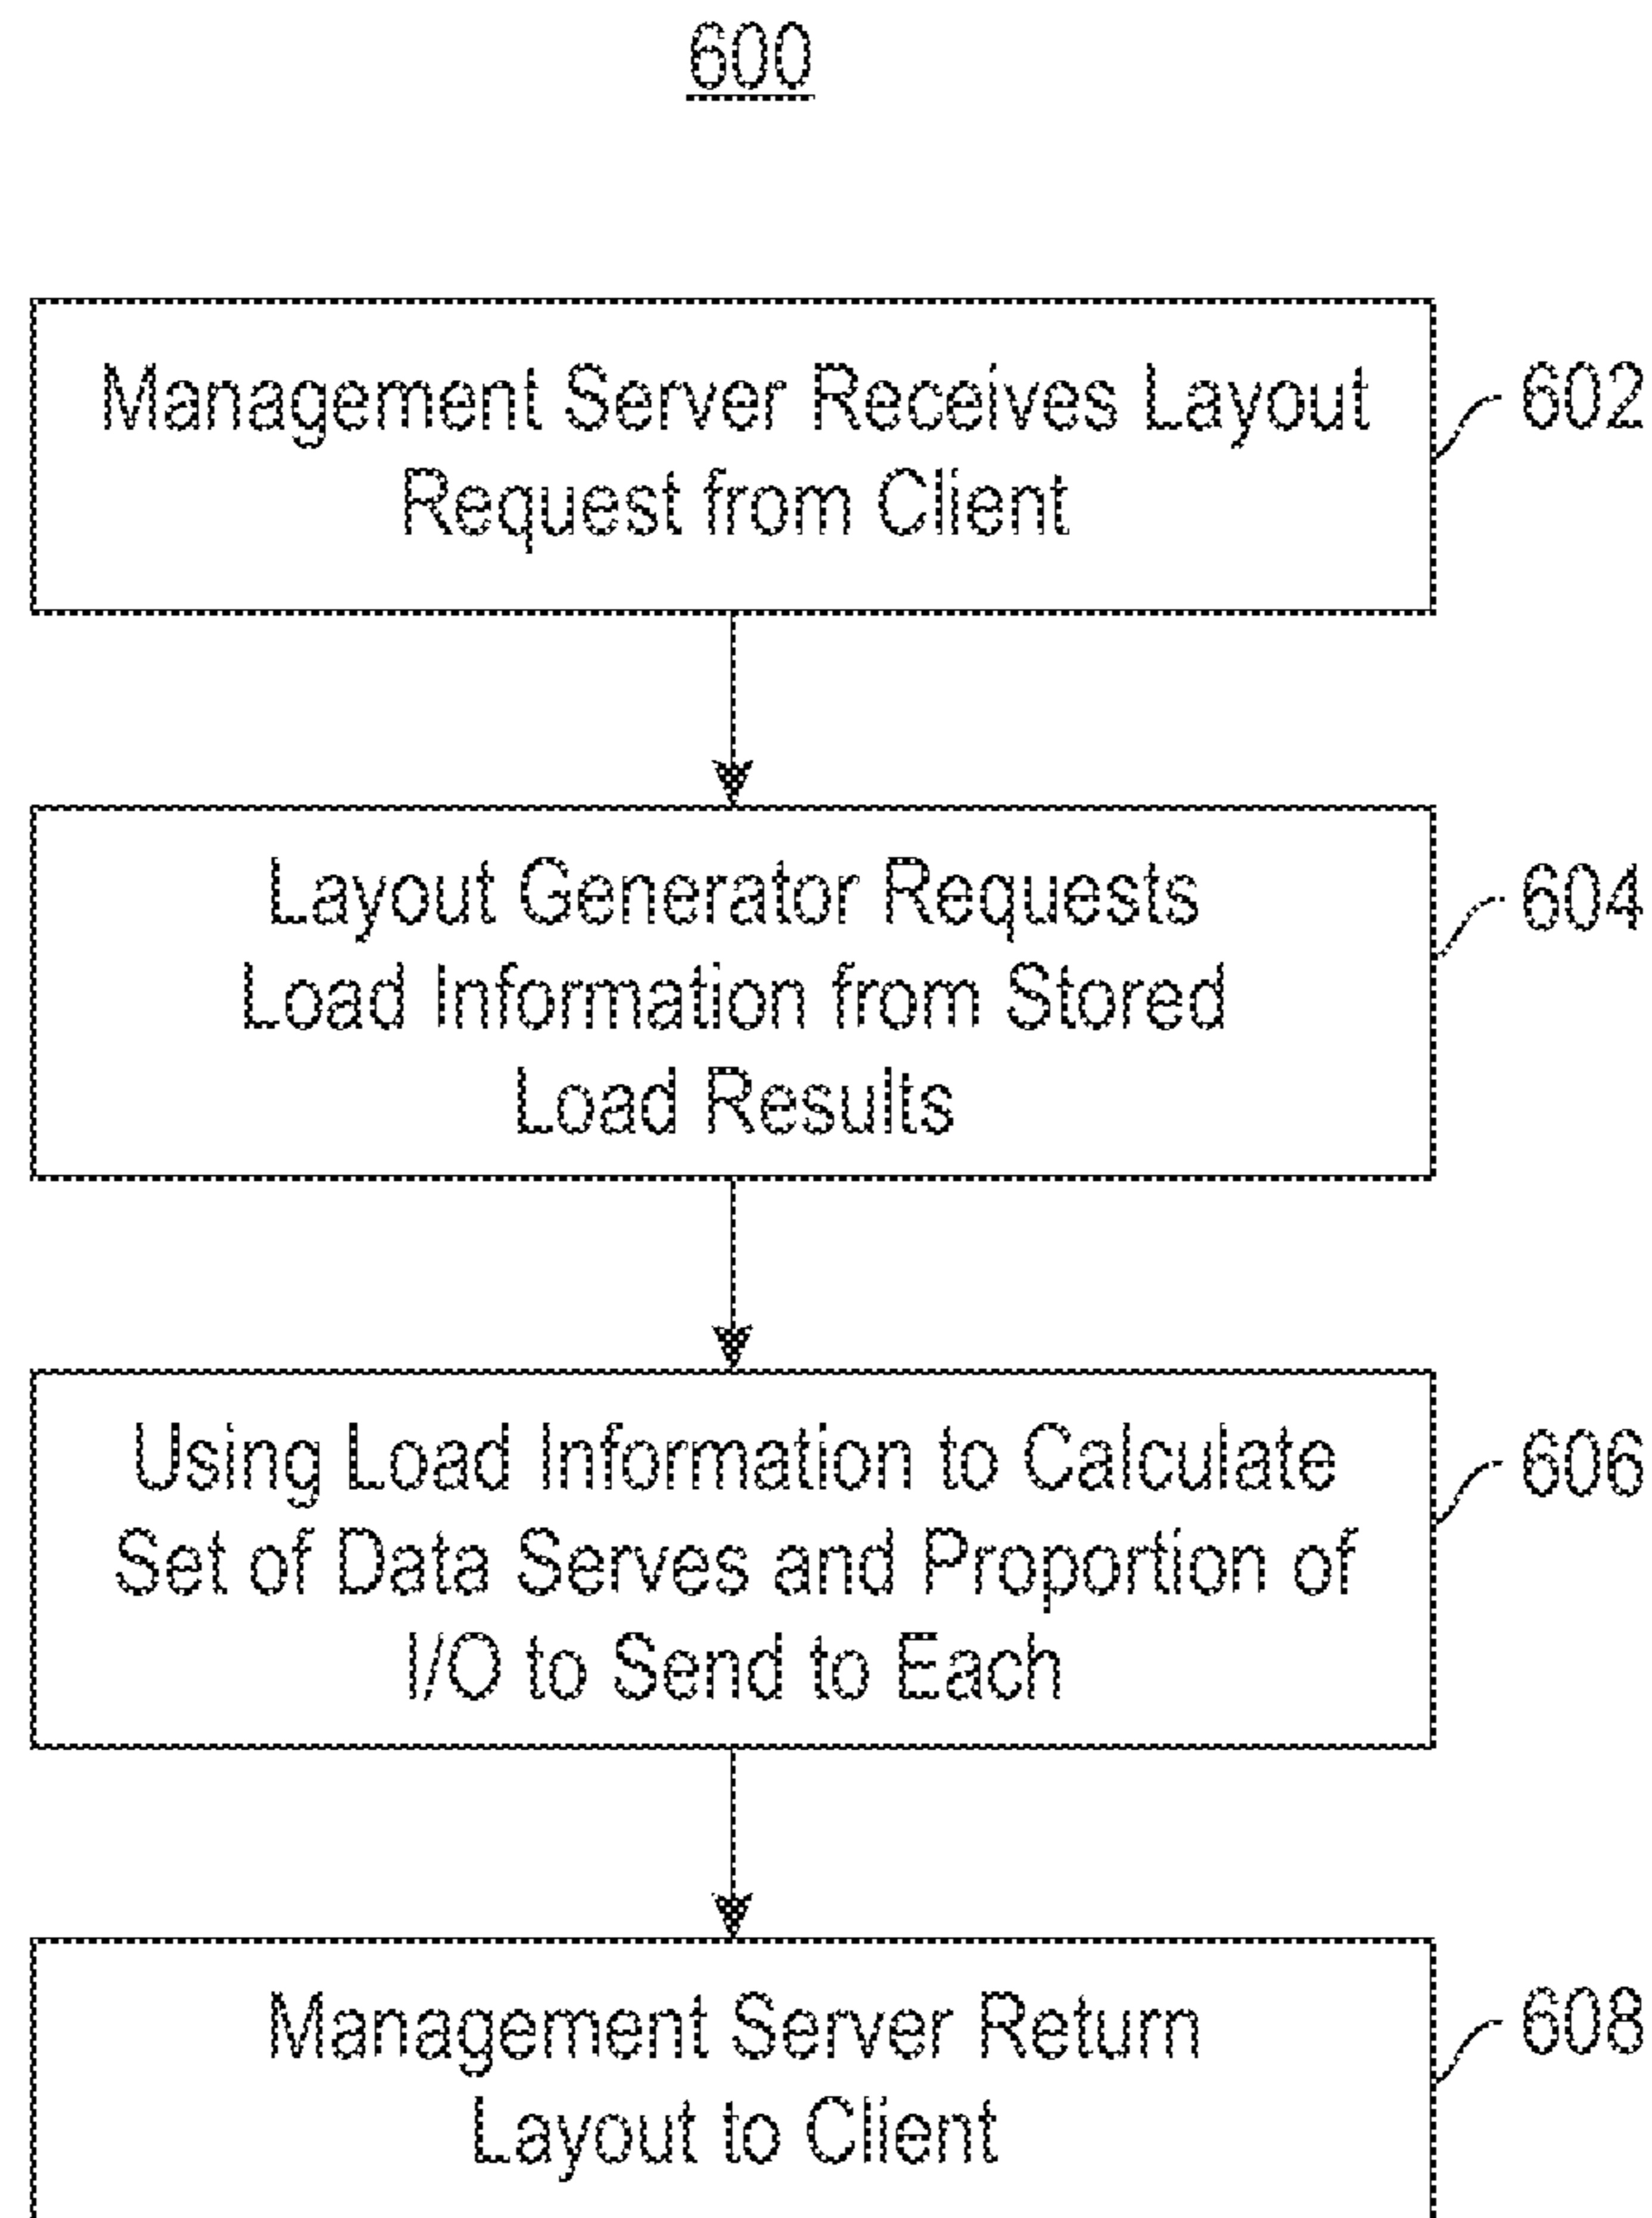 600
Management Server Receives Layout
Request from Client
602
Layout Generator Requests
Load Information from Stored
Load Results
604
Using Load Information to Calculate
Set of Data Serves and Proportion of
I/O to Send to Each
606
Management Server Return
Layout to Client
608